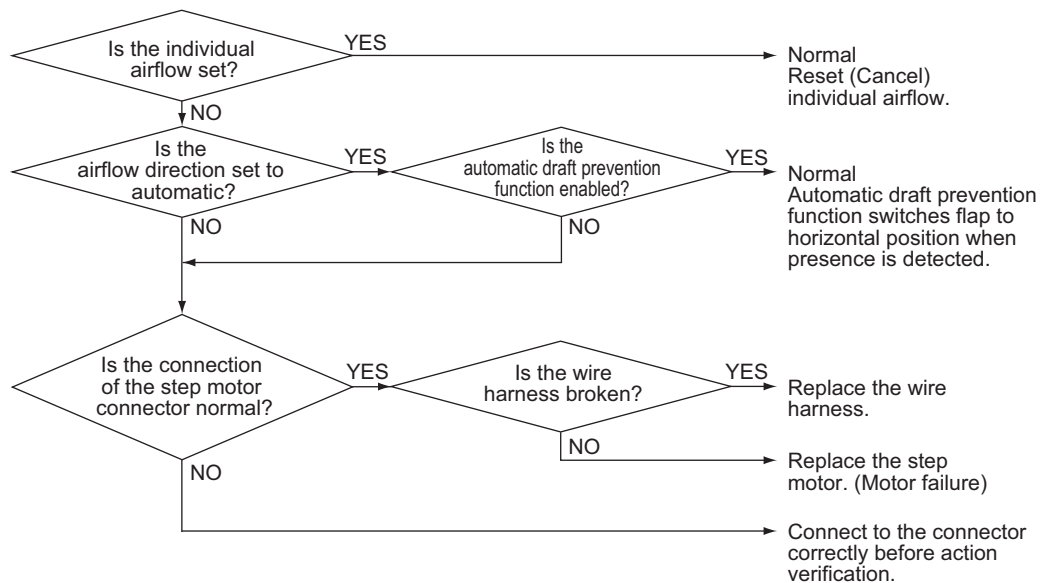 Is the individual
airflow set?
YES
Normal
Reset (Cancel)
individual airflow.
NO
Is the
airflow direction set to
automatic?
YES
Is the
automatic draft prevention
function enabled?
YES
Normal
Automatic draft prevention
function switches flap to
horizontal position when
presence is detected.
NO
NO
Is the connection
of the step motor
connector normal?
YES
Is the wire
harness broken?
YES
Replace the wire
harness.
NO
Replace the step
motor. (Motor failure)
NO
Connect to the connector
correctly before action
verification.